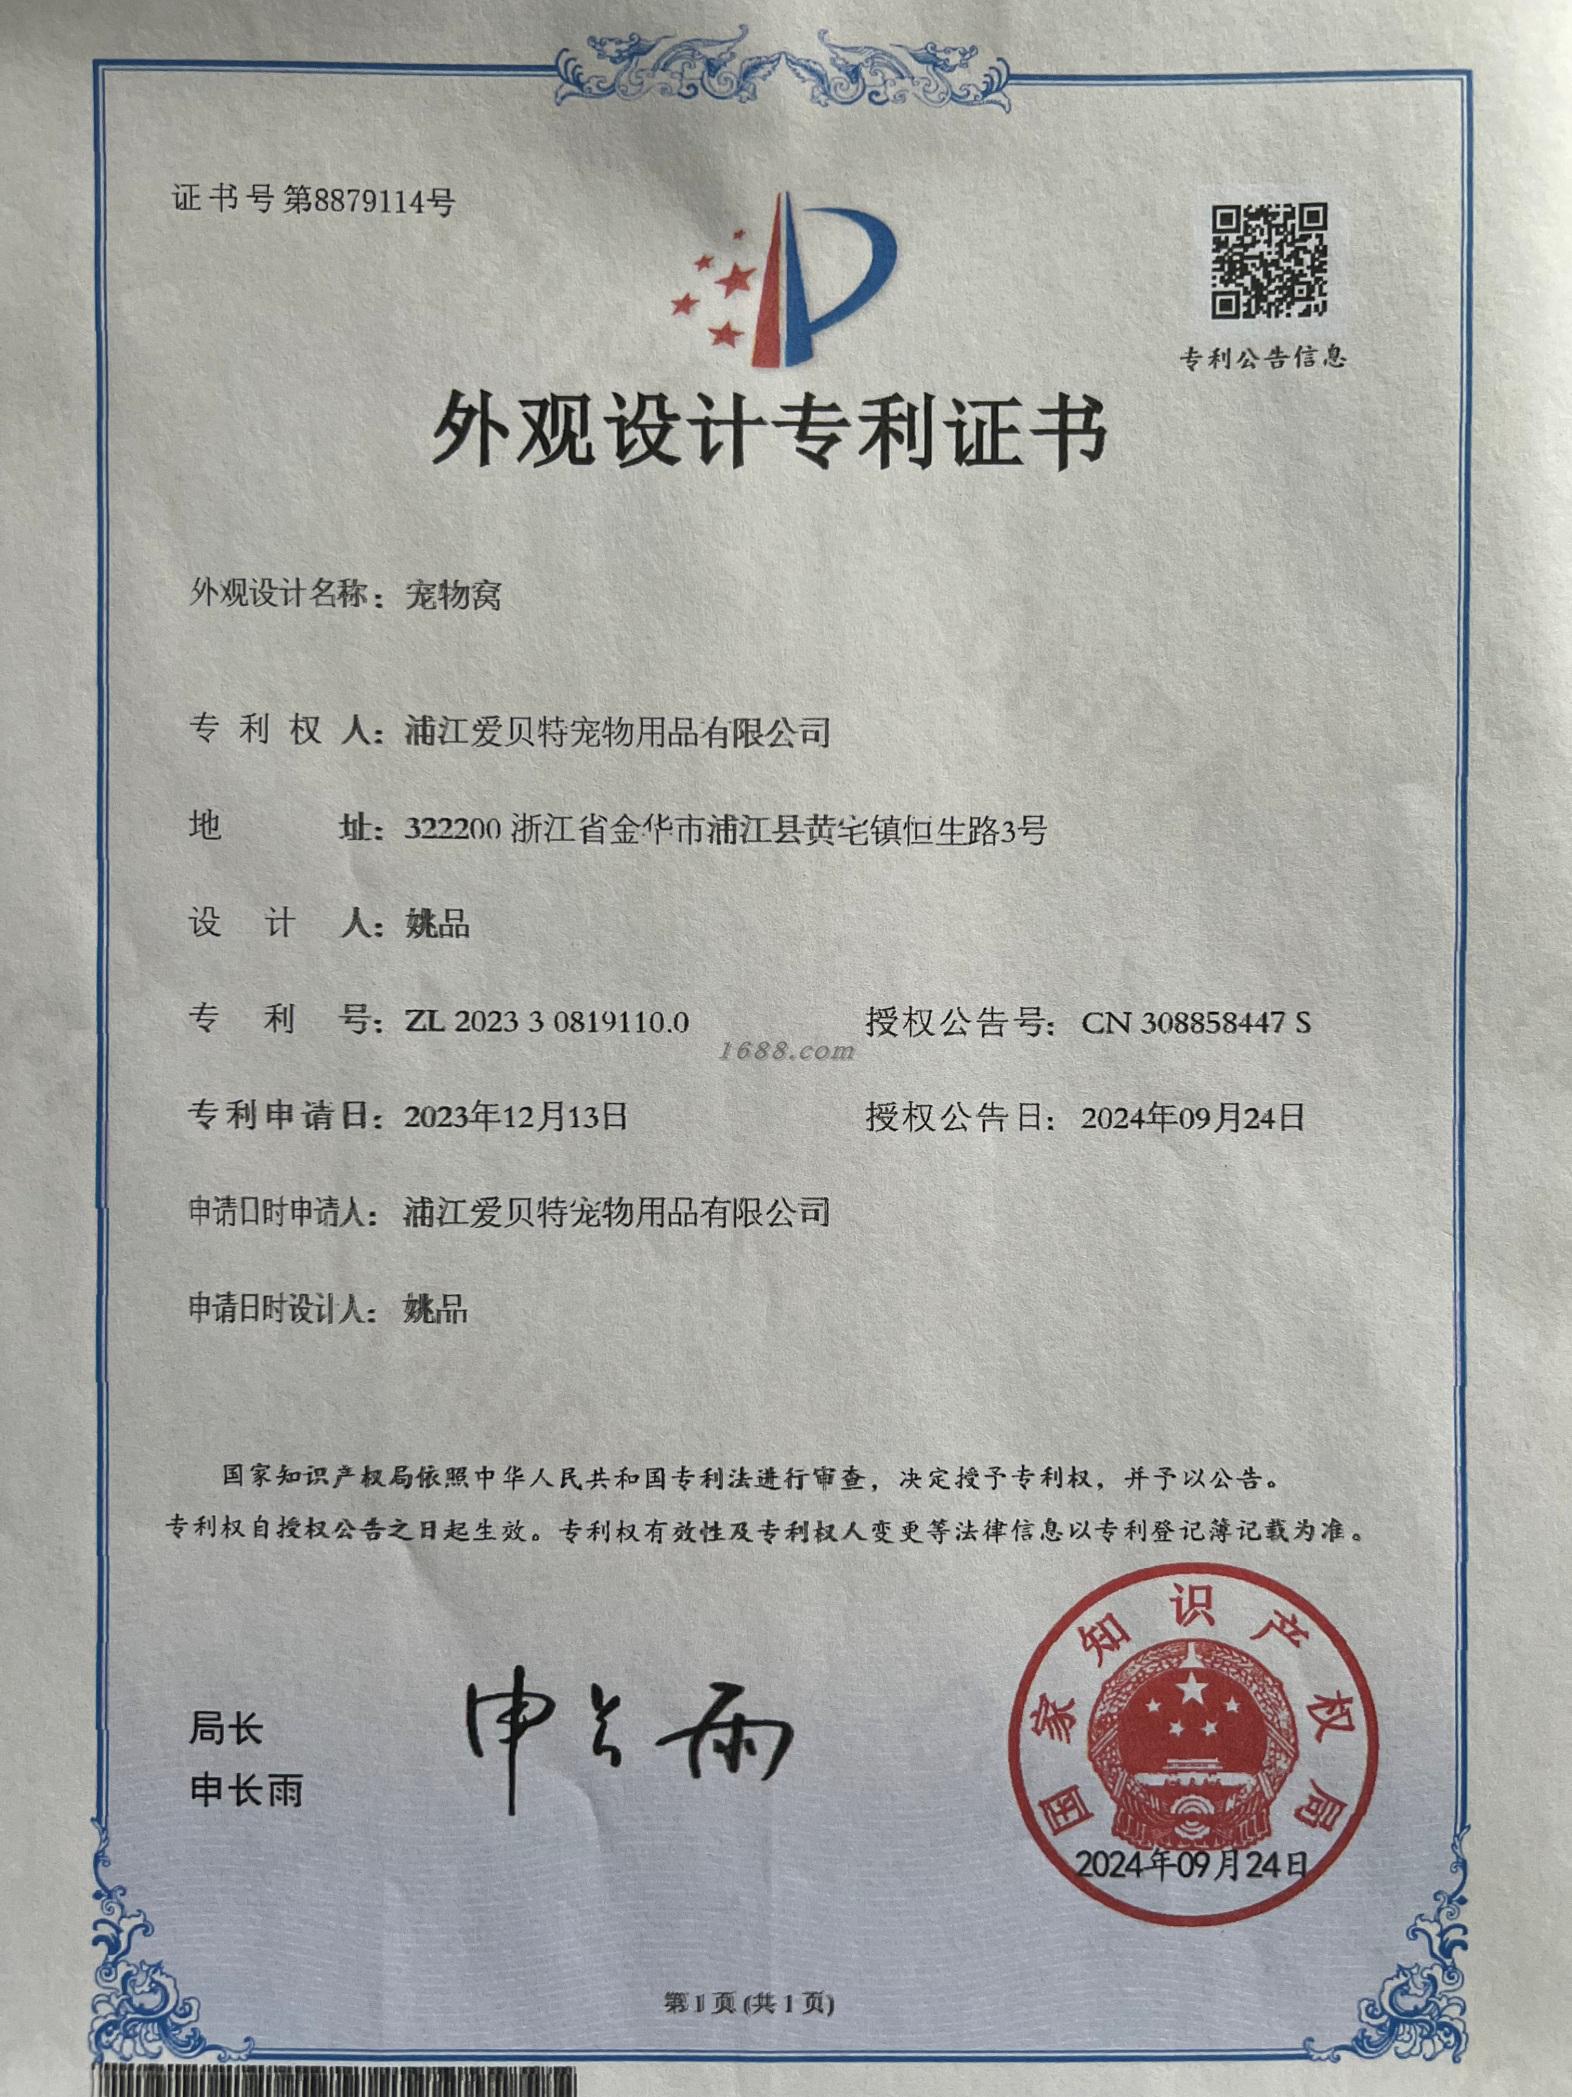 证书号第8879114号
专利公告信息
外观设计专利证书
外观设计名称：宠物窝
专利权人：浦江爱贝特宠物用品有限公司
地址：322200 浙江省金华市浦江县黄宅镇恒生路3号
设计人：姚品
专利号：ZL 2023 3 0819110.0 授权公告号：CN 308858447 S
1688.com
专利申请日：2023年12月13日 授权公告日：2024年09月24日
申请日时申请人：浦江爱贝特宠物用品有限公司
申请日时设计人：姚品
国家知识产权局依照中华人民共和国专利法进行审查，决定授予专利权，并予以公告。
专利权自授权公告之日起生效。专利权有效性及专利权人变更等法律信息以专利登记簿记载为准。
局长
申长雨
申长雨
国家知识产权局
2024年09月24日
第1页(共1页)